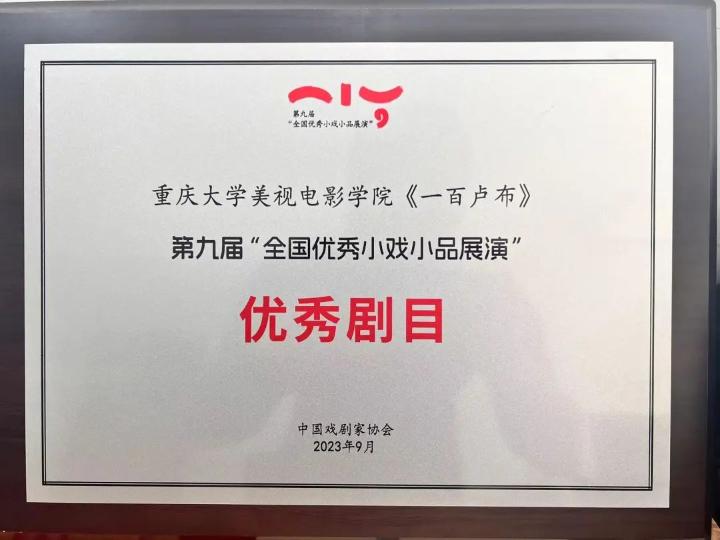 第九届
“全国优秀小戏小品展演”
重庆大学美视电影学院《一百卢布》
第九届“全国优秀小戏小品展演”
优秀剧目
中国戏剧家协会
2023年9月